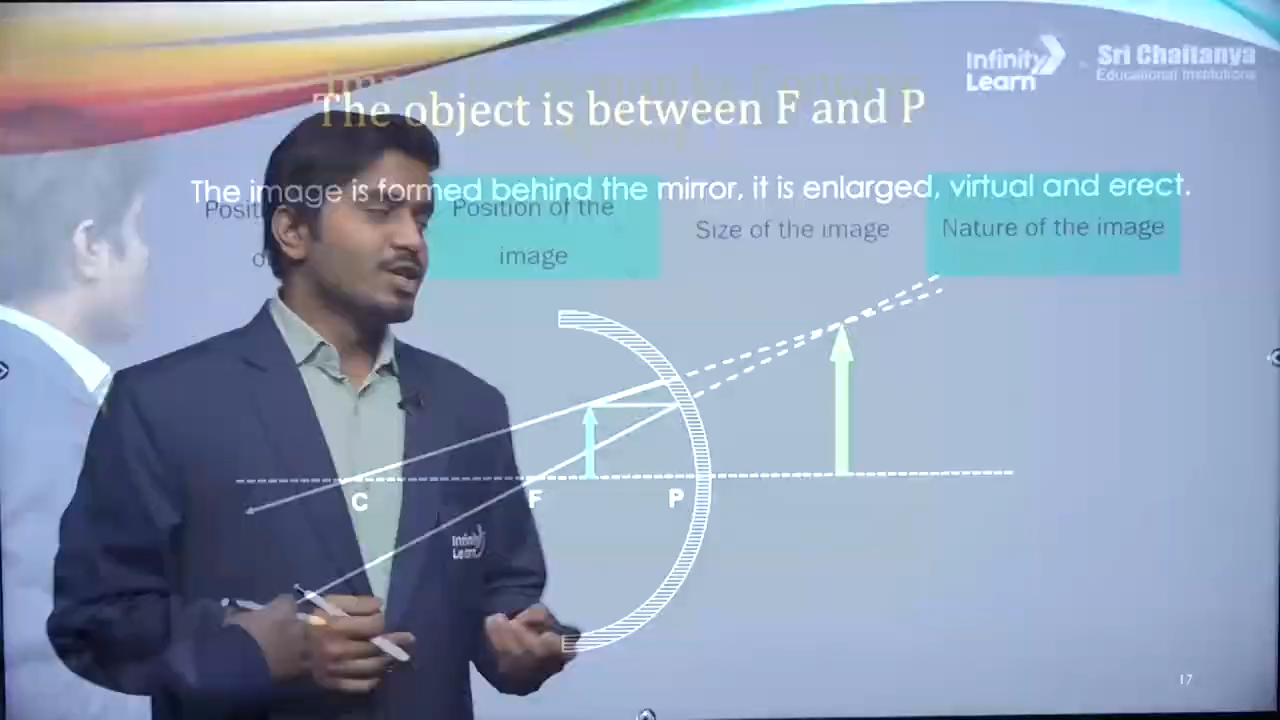 Infinity
Learn
Sri Chaitanya
Educational Institutions
The object is between F and P
The image is formed behind the mirror, it is enlarged, virtual and erect.
Position of the
image
Size of the image
Nature of the image
C
F
P
Infinity
Learn
17